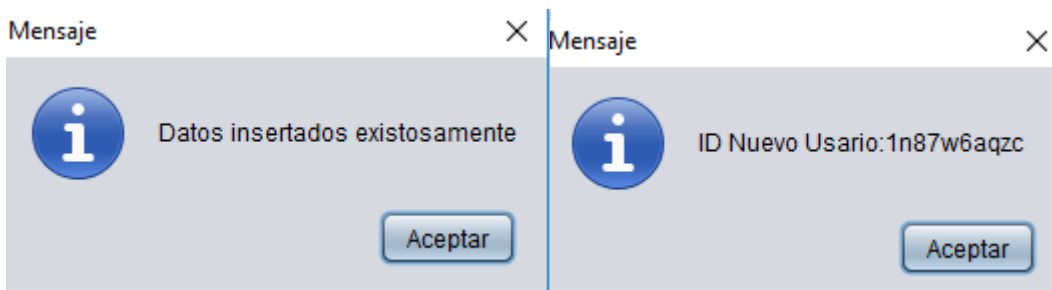 Mensaje
Datos insertados existosamente
Aceptar
Mensaje
ID Nuevo Usario:1n87w6aqzc
Aceptar